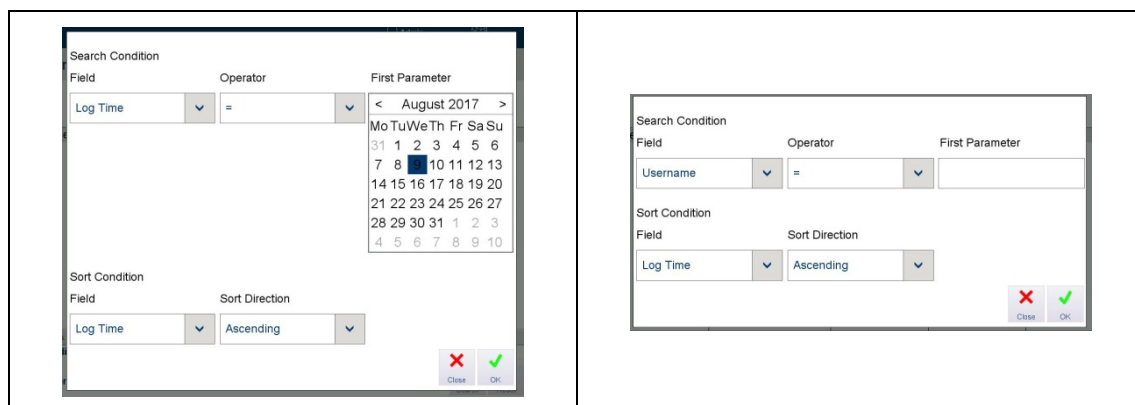 Search Condition
Field Operator First Parameter
Log Time = < August 2017 >
Mo Tu We Th Fr Sa Su
31 1 2 3 4 5 6
7 8 9 10 11 12 13
14 15 16 17 18 19 20
21 22 23 24 25 26 27
28 29 30 31 1 2 3
4 5 6 7 8 9 10
Sort Condition
Field Sort Direction
Log Time Ascending
Close OK
Search Condition
Field Operator First Parameter
Username =
Sort Condition
Field Sort Direction
Log Time Ascending
Close OK